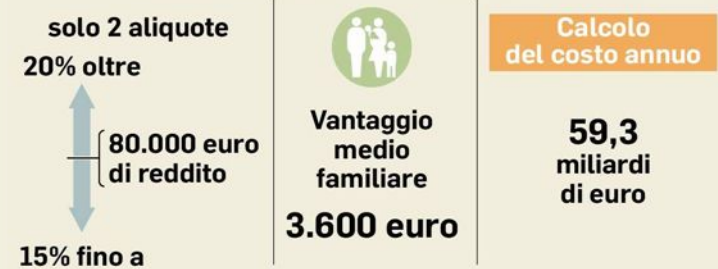 solo 2 aliquote
20% oltre
80.000 euro
di reddito
15% fino a
Vantaggio
medio
familiare
3.600 euro
Calcolo
del costo annuo
59,3
miliardi
di euro